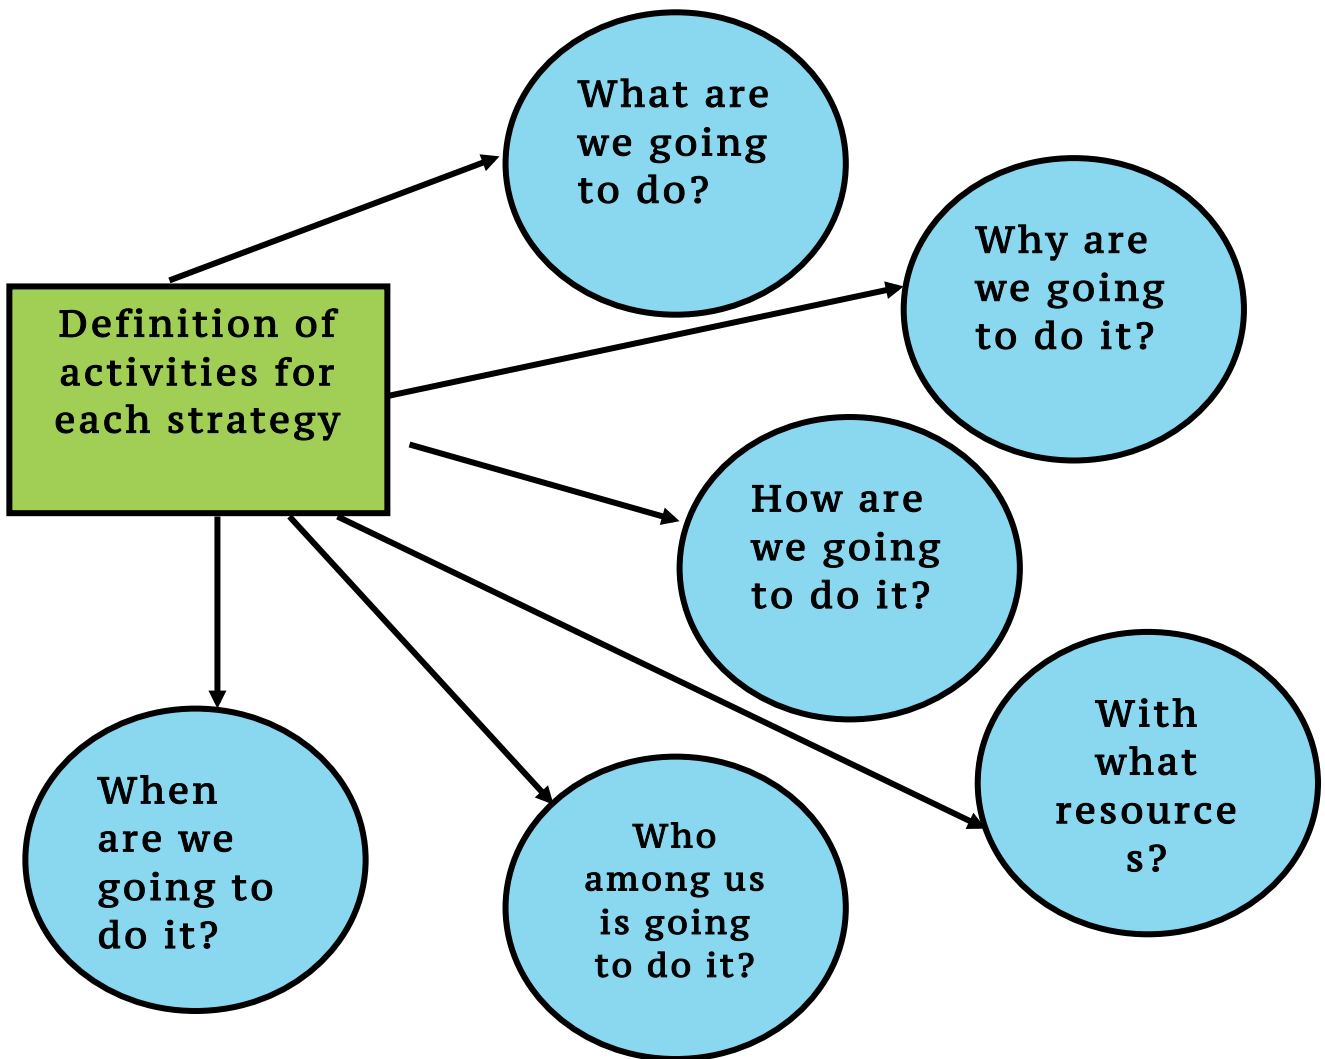 What are
we going
to do?
Why are
we going
to do it?
Definition of
activities for
each strategy
How are
we going
to do it?
With
what
resource
s?
When
are we
going to
do it?
Who
among us
is going
to do it?